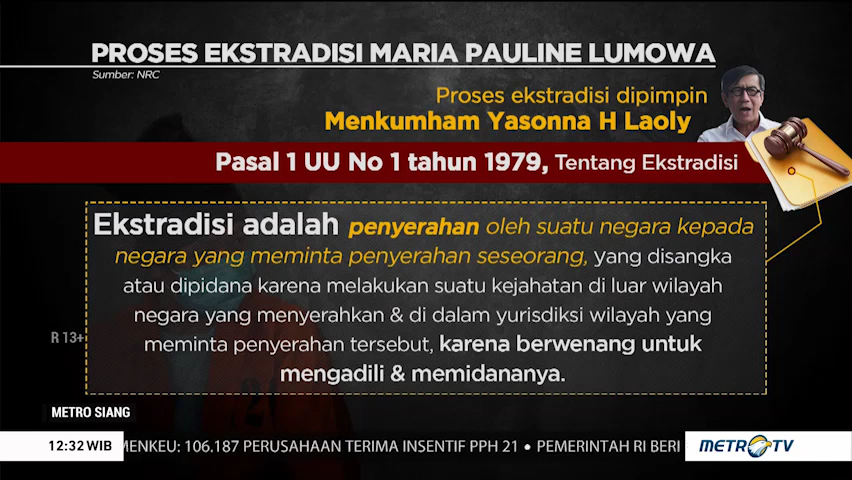 PROSES EKSTRADISI MARIA PAULINE LUMOWA
Sumber: NRC
Proses ekstradisi dipimpin
Menkumham Yasonna H Laoly
Pasal 1 UU No 1 tahun 1979, Tentang Ekstradisi
Ekstradisi adalah penyerahan oleh suatu negara kepada
negara yang meminta penyerahan seseorang, yang disangka
atau dipidana karena melakukan suatu kejahatan di luar wilayah
negara yang menyerahkan & di dalam yurisdiksi wilayah yang
meminta penyerahan tersebut, karena berwenang untuk
mengadili & memidananya.
R 13+
METRO SIANG
12:32 WIB MENKEU: 106.187 PERUSAHAAN TERIMA INSENTIF PPH 21 • PEMERINTAH RI BERI
METRO TV